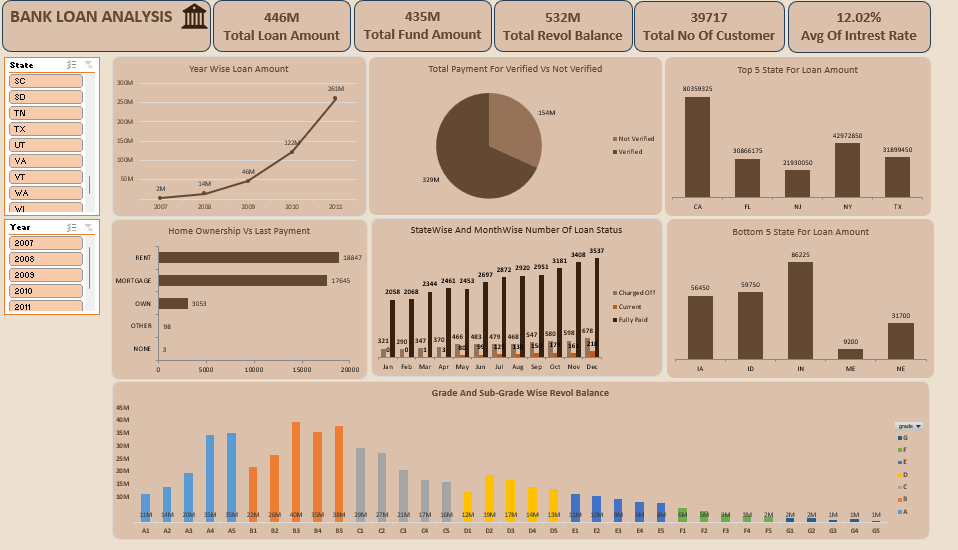 BANK LOAN ANALYSIS
446M
Total Loan Amount
435M
Total Fund Amount
532M
Total Revol Balance
39717
Total No Of Customer
12.02%
Avg Of Intrest Rate
State
SC
SD
TN
TX
UT
VA
VT
WA
WI
Year
2007
2008
2009
2010
2011
Year Wise Loan Amount
300M
250M
200M
150M
100M
50M
2M
14M
46M
122M
261M
2007 2008 2009 2010 2011
Total Payment For Verified Vs Not Verified
154M
329M
Not Verified
Verified
Top 5 State For Loan Amount
80359325
30866175
21930050
42972850
31899450
CA FL NJ NY TX
Home Ownership Vs Last Payment
RENT 18847
MORTGAGE 17645
OWN 3053
OTHER 98
NONE 3
0 5000 10000 15000 20000
StateWise And MonthWise Number Of Loan Status
2058 2068 2344 2461 2453 2697 2872 2920 2951 3181 3408 3537
321 290 347 370 466 483 479 468 547 580 598 678
Jan Feb Mar Apr May Jun Jul Aug Sep Oct Nov Dec
Charged Off
Current
Fully Paid
Bottom 5 State For Loan Amount
56450
59750
86225
9200
31700
IA ID IN ME NE
Grade And Sub-Grade Wise Revol Balance
45M
40M
35M
30M
25M
20M
15M
10M
11M 14M 20M 35M 35M 22M 26M 40M 35M 38M 29M 27M 21M 17M 16M 12M 19M 17M 14M 13M 11M 10M 2M 2M 1M 1M 1M
A1 A2 A3 A4 A5 B1 B2 B3 B4 B5 C1 C2 C3 C4 C5 D1 D2 D3 D4 D5 E1 E2 E3 E4 E5 F1 F2 F3 F4 F5 G1 G2 G3 G4 G5
grade
G
F
E
D
C
B
A